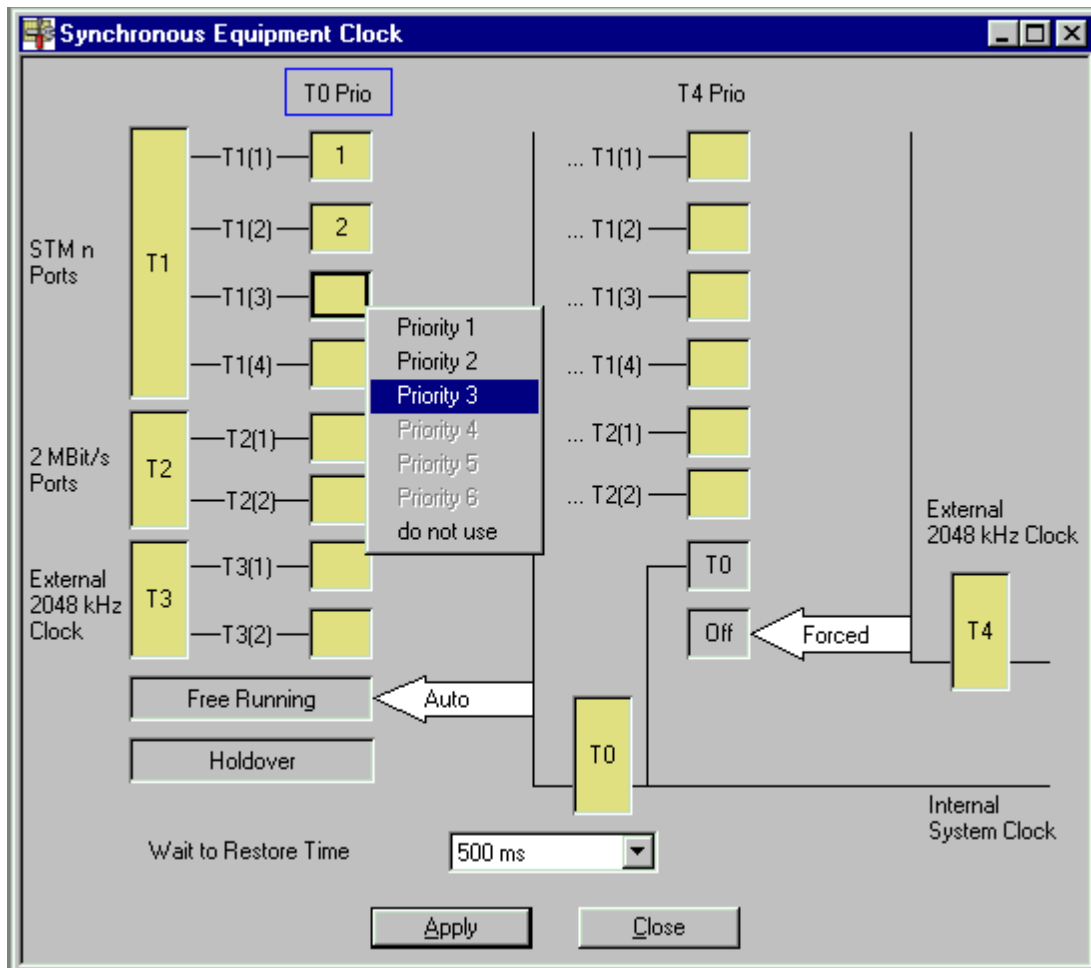 Synchronous Equipment Clock
T0 Prio
T4 Prio
STM n
Ports
T1
T1(1)
1
T1(2)
2
T1(3)
T1(4)
2 MBit/s
Ports
T2
T2(1)
T2(2)
External
2048 kHz
Clock
T3
T3(1)
T3(2)
Priority 1
Priority 2
Priority 3
Priority 4
Priority 5
Priority 6
do not use
... T1(1)
... T1(2)
... T1(3)
... T1(4)
... T2(1)
... T2(2)
T0
Off
Forced
External
2048 kHz Clock
T4
Free Running
Auto
Holdover
T0
Internal
System Clock
Wait to Restore Time
500 ms
Apply
Close